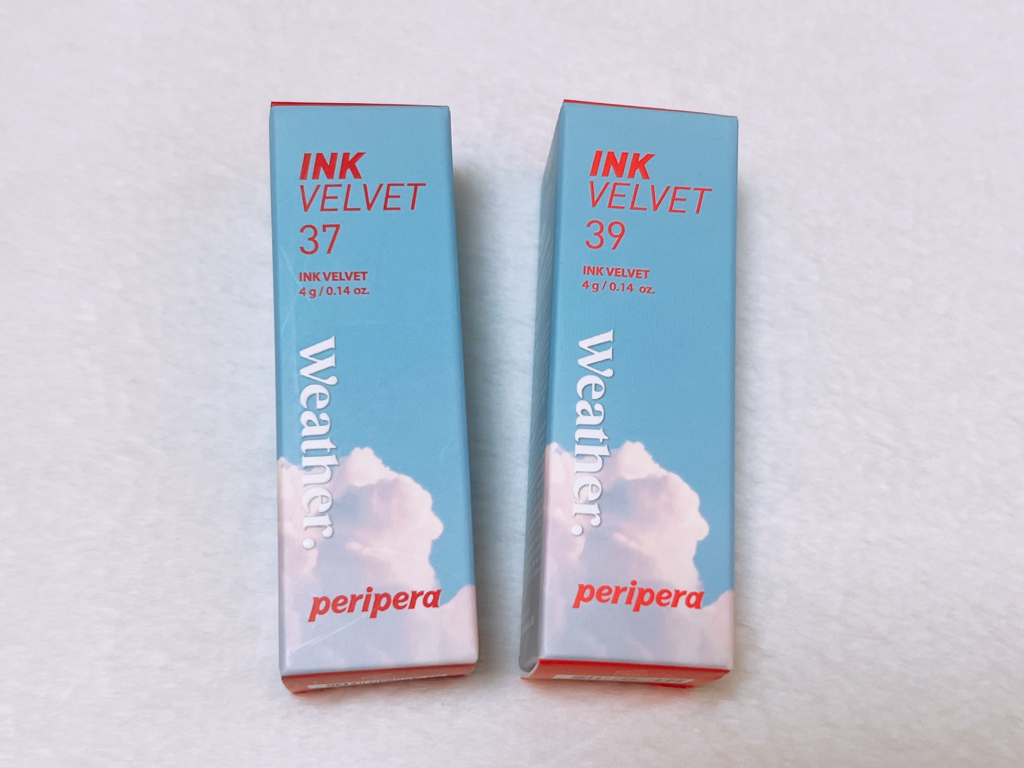 INK
VELVET
37
INK VELVET
4 g / 0.14 oz.
Weather.
peripera
INK
VELVET
39
INK VELVET
4 g / 0.14 oz.
Weather.
peripera